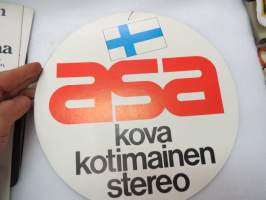 asa
kova
kotimainen
stereo